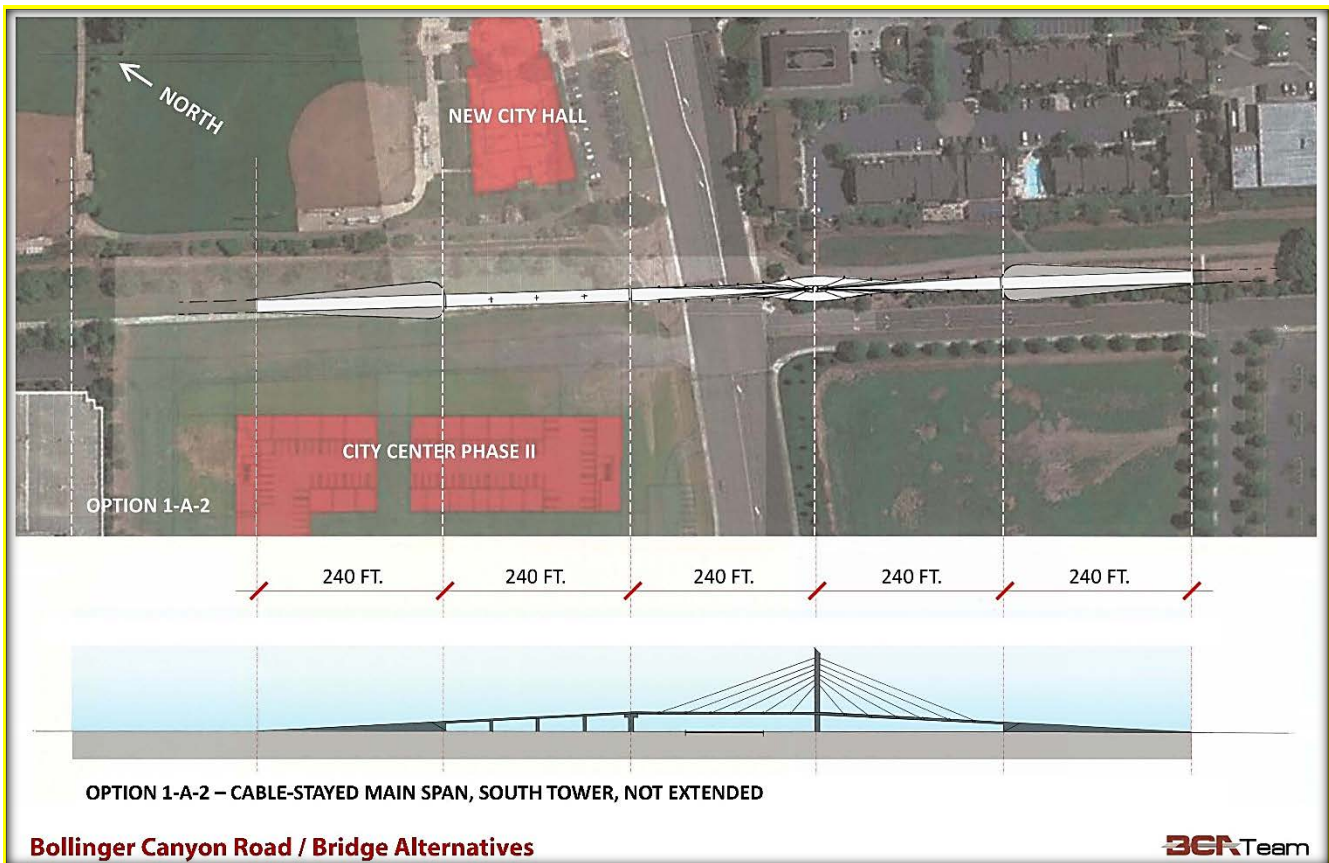 NORTH
NEW CITY HALL
CITY CENTER PHASE II
OPTION 1-A-2
240 FT. 240 FT. 240 FT. 240 FT. 240 FT.
OPTION 1-A-2 – CABLE-STAYED MAIN SPAN, SOUTH TOWER, NOT EXTENDED
Bollinger Canyon Road / Bridge Alternatives
BCA Team